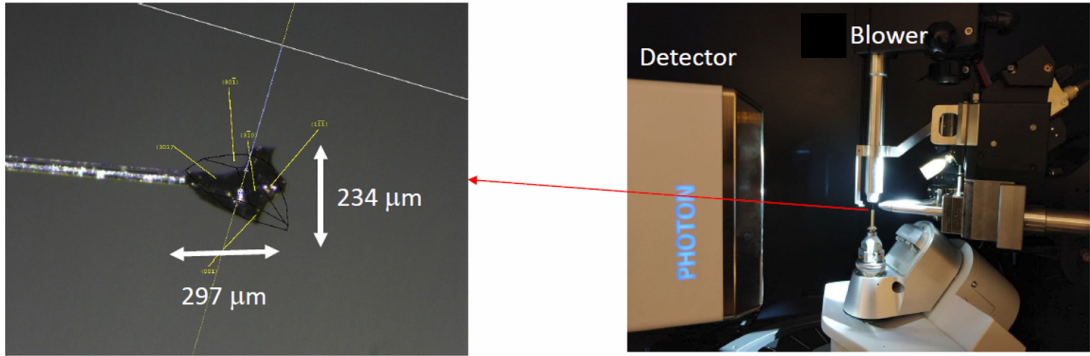 234 μm
297 μm
Blower
Detector
PHOTON